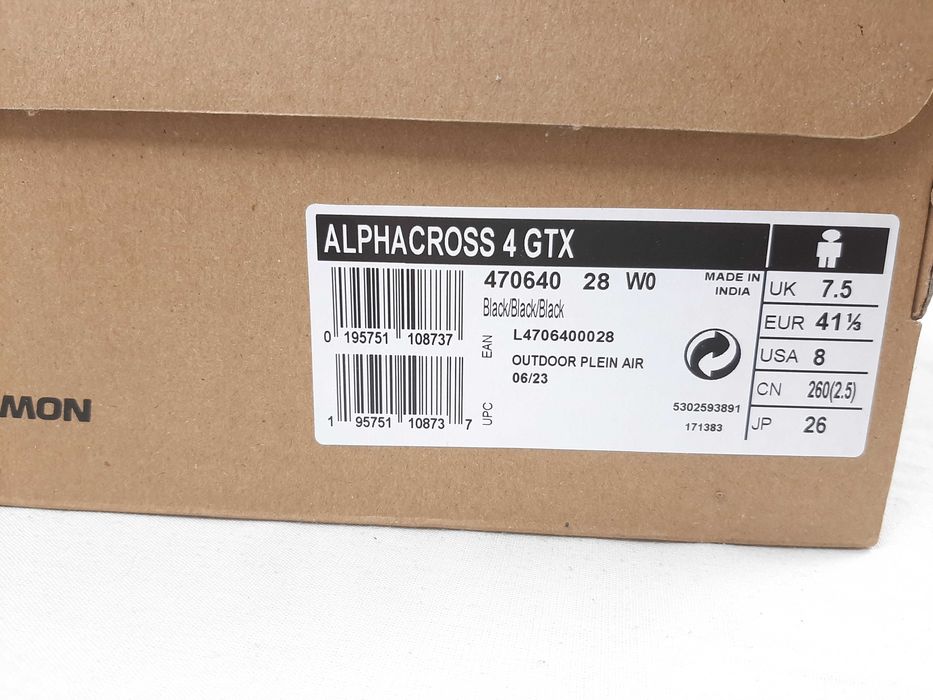 ALPHACROSS 4 GTX
470640 28 W0
MADE IN
INDIA
Black/Black/Black
0 195751 108737
EAN
L4706400028
OUTDOOR PLEIN AIR
06/23
1 95751 10873 7
UPC
5302593891
171383
UK 7.5
EUR 41⅓
USA 8
CN 260(2.5)
JP 26
MON